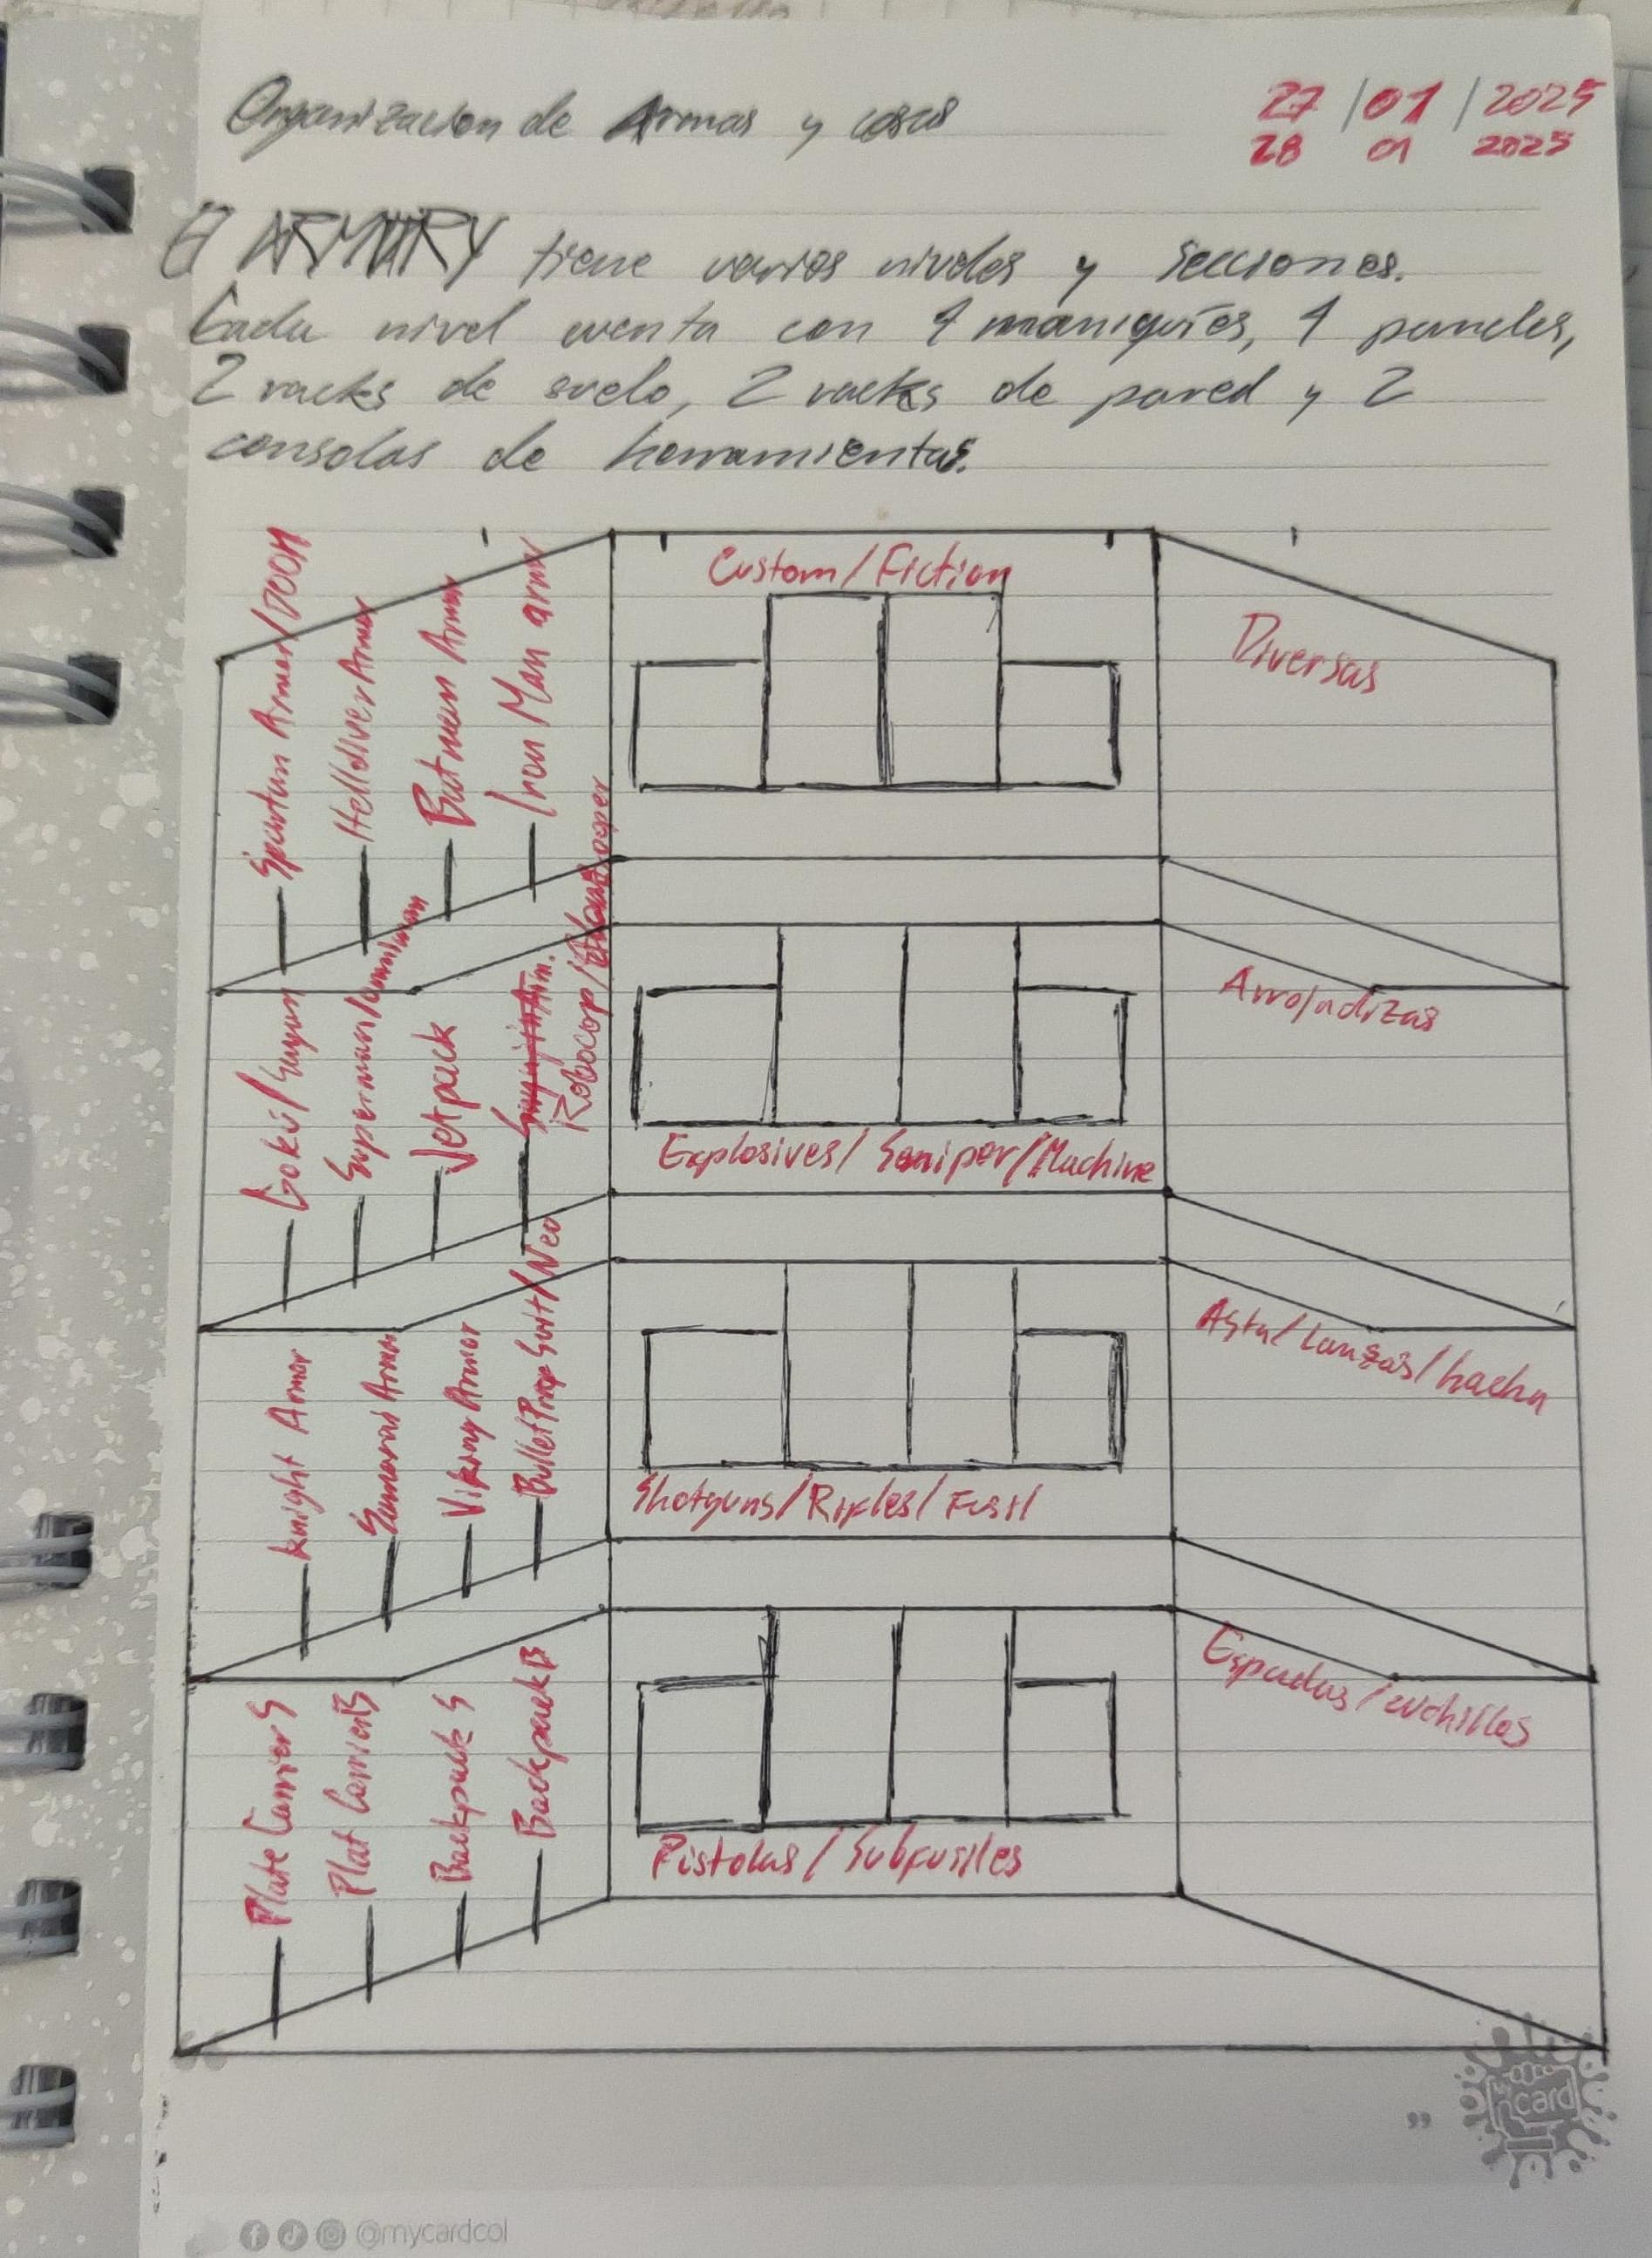 Organizacion de Armas y cosas
27 / 01 / 2025
28 01 2025
El ARMORY tiene varios niveles y secciones.
Cada nivel cuenta con 4 maniquíes, 4 paneles,
2 racks de suelo, 2 racks de pared y 2
consolas de herramientas.
Spartan Armor/DOOM
Helldiver Armor
Batman Armor
Iron Man armor
Custom/Fiction
Diversas
Goku/Sayan
Superman/
Jetpack
Robocop/
Explosives/ Sniper/Machine
Arrojadizas
knight Armor
Samurai Armor
Viking Armor
Bullet Proof Suit/Neo
Shotguns/Rifles/Fusil
Asta/Lanzas/hacha
Plate Carrier S
Plat Carrier B
Backpack S
Backpack B
Pistolas/Subfusiles
Espadas/cuchillos
99
My card
@mycardcol